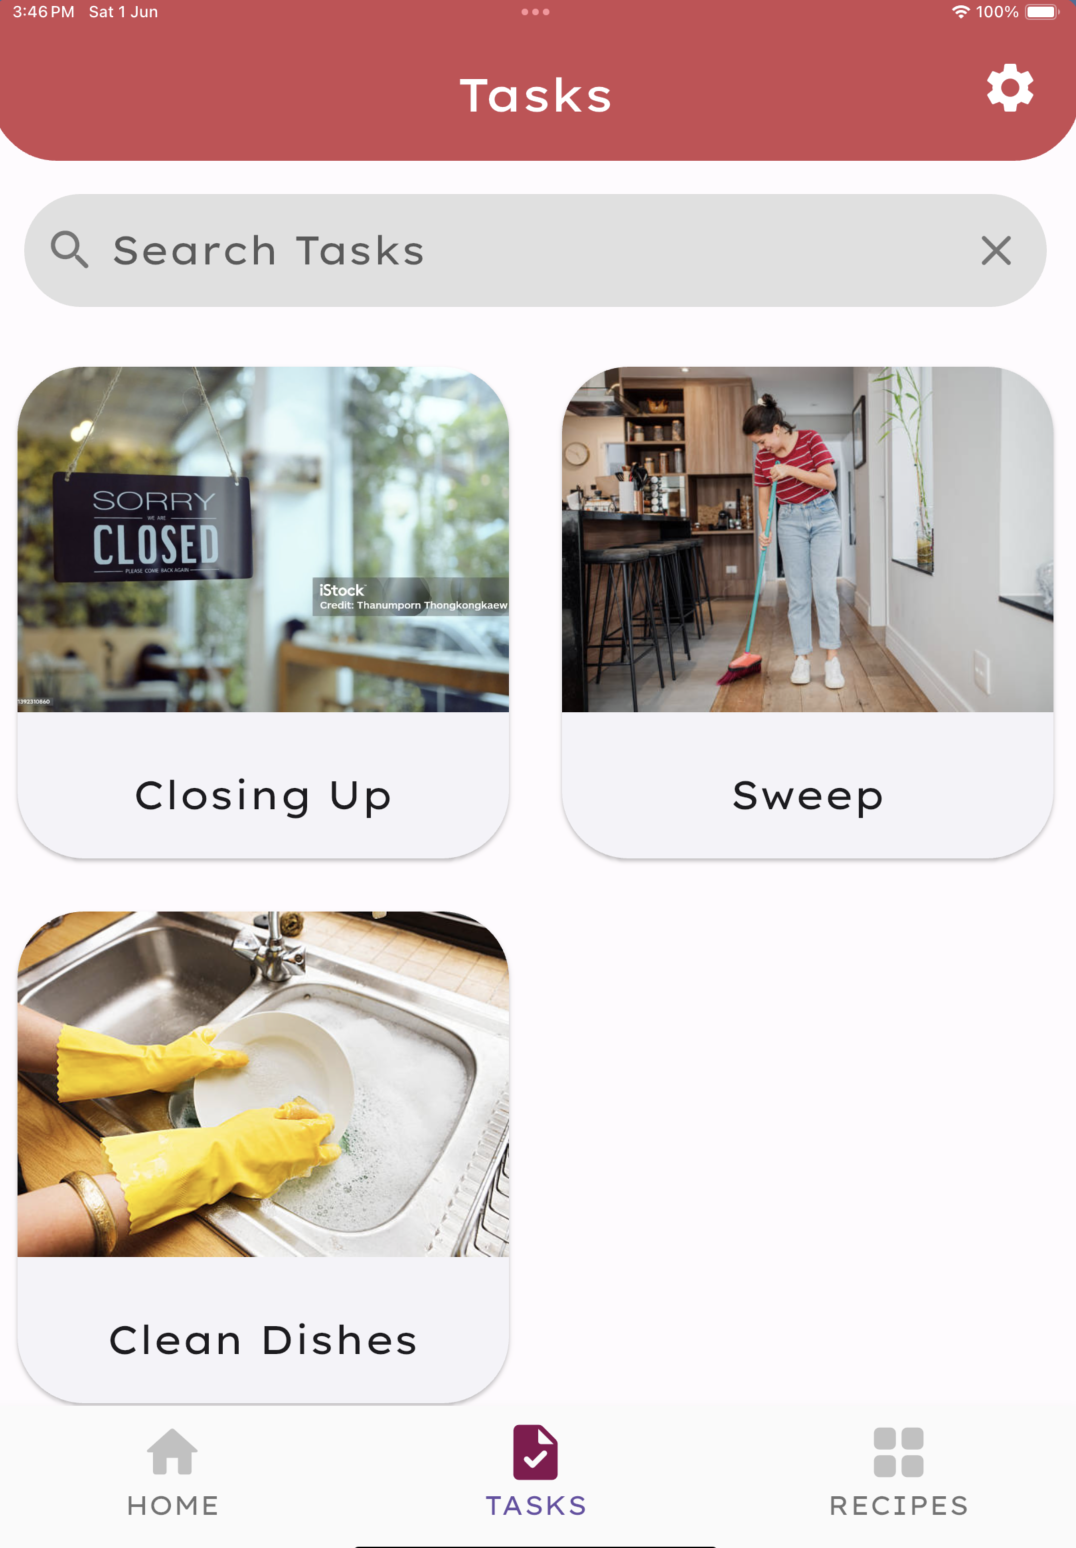 3:46 PM Sat 1 Jun
100%
Tasks
Search Tasks
SORRY
WE ARE
CLOSED
PLEASE COME BACK AGAIN
iStock
Credit: Thanumporn Thongkongkaew
1392310860
Closing Up
Sweep
Clean Dishes
HOME
TASKS
RECIPES